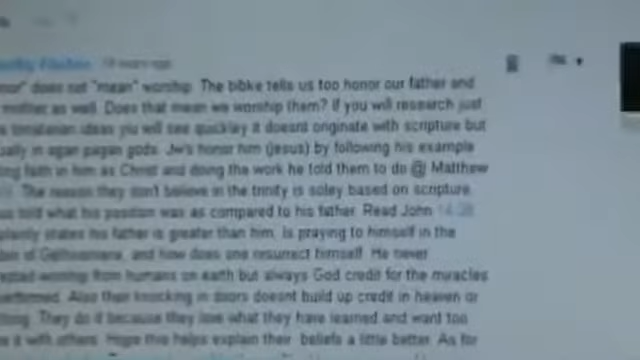 does not "mean" worship. The bibke tells us too honor our father and
mother as well. Does that mean we worship them? If you will research just
trinitarian ideas you will see quickley it doesnt originate with scripture but
in agan pagan gods. Jw's honor him (jesus) by following his example
faith in him as Christ and doing the work he told them to do @ Matthew
The reason they don't believe in the trinity is soley based on scripture.
told what his position was as compared to his father. Read John 14:28
plainly states his father is greater than him. Is praying to himself in the
of Gethsemane, and how does one resurrect himself. He never
worship from humans on earth but always God credit for the miracles
performed. Also then knocking in doors doesnt build up credit in heaven or
They do it because they love what they have learned and want too
it with others. Hope this helps explain their beliefs a little better. As for